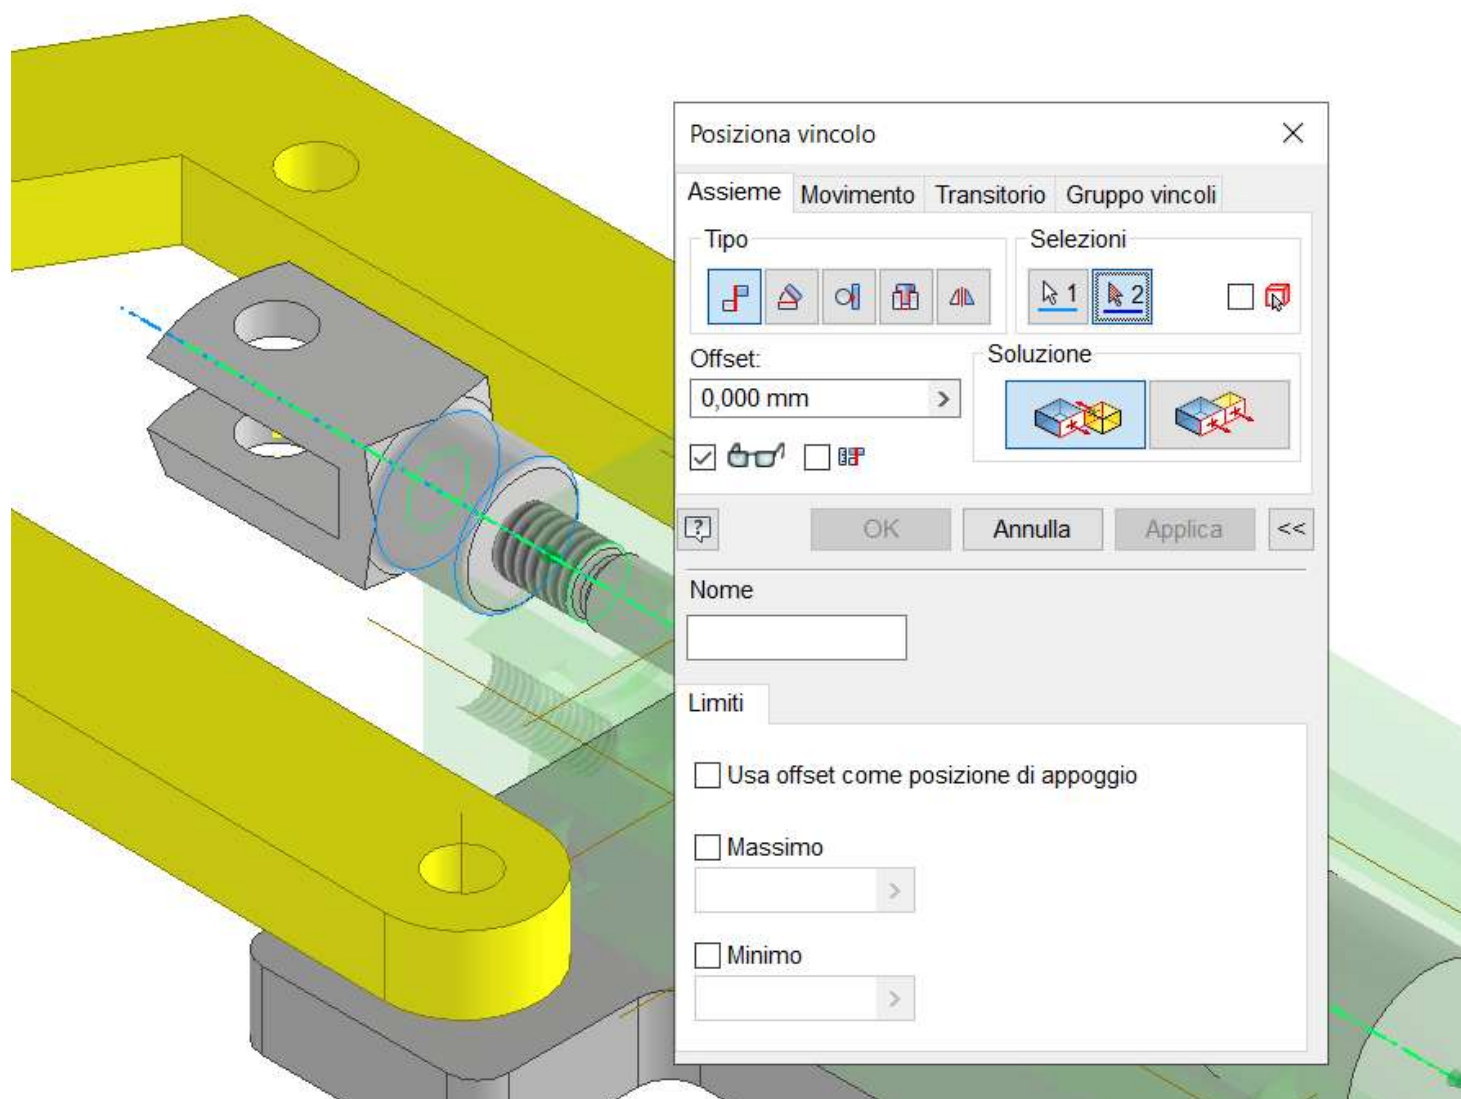 Posiziona vincolo
Assieme Movimento Transitorio Gruppo vincoli
Tipo Selezioni
1 2
Offset: Soluzione
0,000 mm >
? OK Annulla Applica <<
Nome
Limiti
Usa offset come posizione di appoggio
Massimo
>
Minimo
>